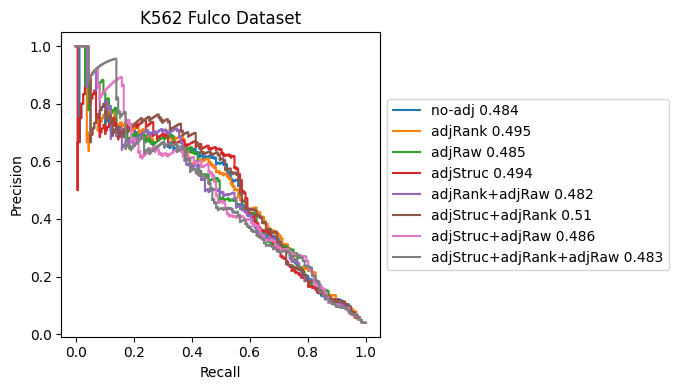 K562 Fulco Dataset
Precision
1.0
0.8
0.6
0.4
0.2
0.0
0.0 0.2 0.4 0.6 0.8 1.0
Recall
no-adj 0.484
adjRank 0.495
adjRaw 0.485
adjStruc 0.494
adjRank+adjRaw 0.482
adjStruc+adjRank 0.51
adjStruc+adjRaw 0.486
adjStruc+adjRank+adjRaw 0.483